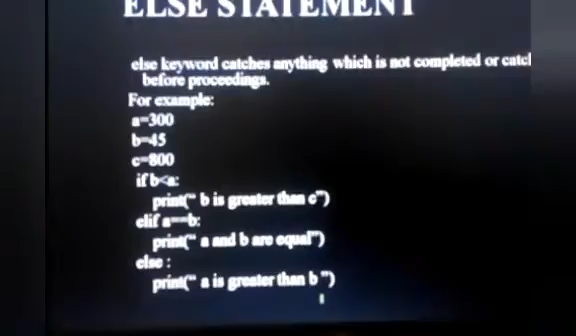 ELSE STATEMENT
else keyword catches anything which is not completed or catcl
before proceedings.
For example:
a=300
b=45
c=800
if b<a:
print(" b is greater than c")
elif a==b:
print(" a and b are equal")
else :
print(" a is greater than b ")